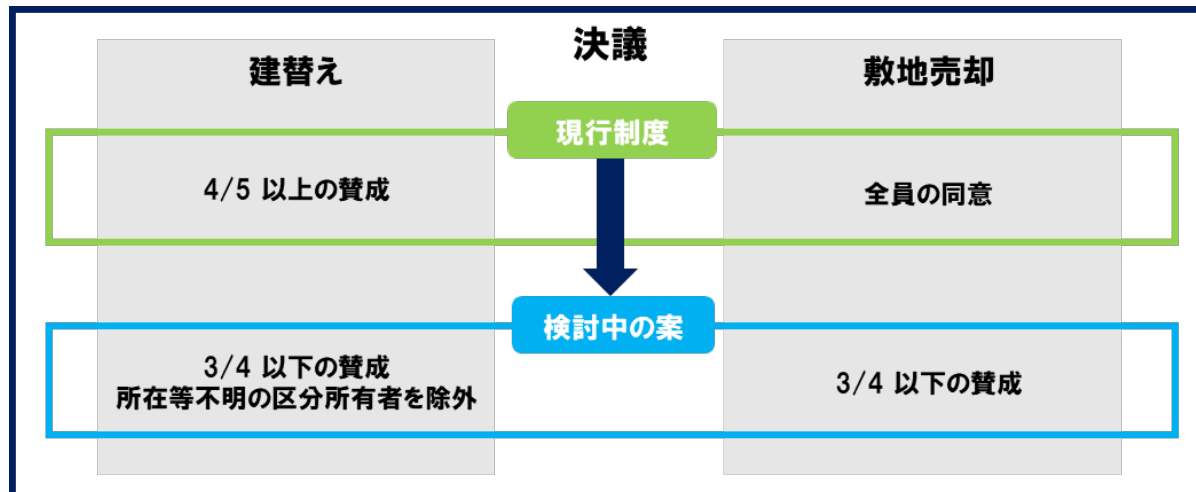 決議
建替え
敷地売却
現行制度
4/5 以上の賛成
全員の同意
検討中の案
3/4 以下の賛成
所在等不明の区分所有者を除外
3/4 以下の賛成